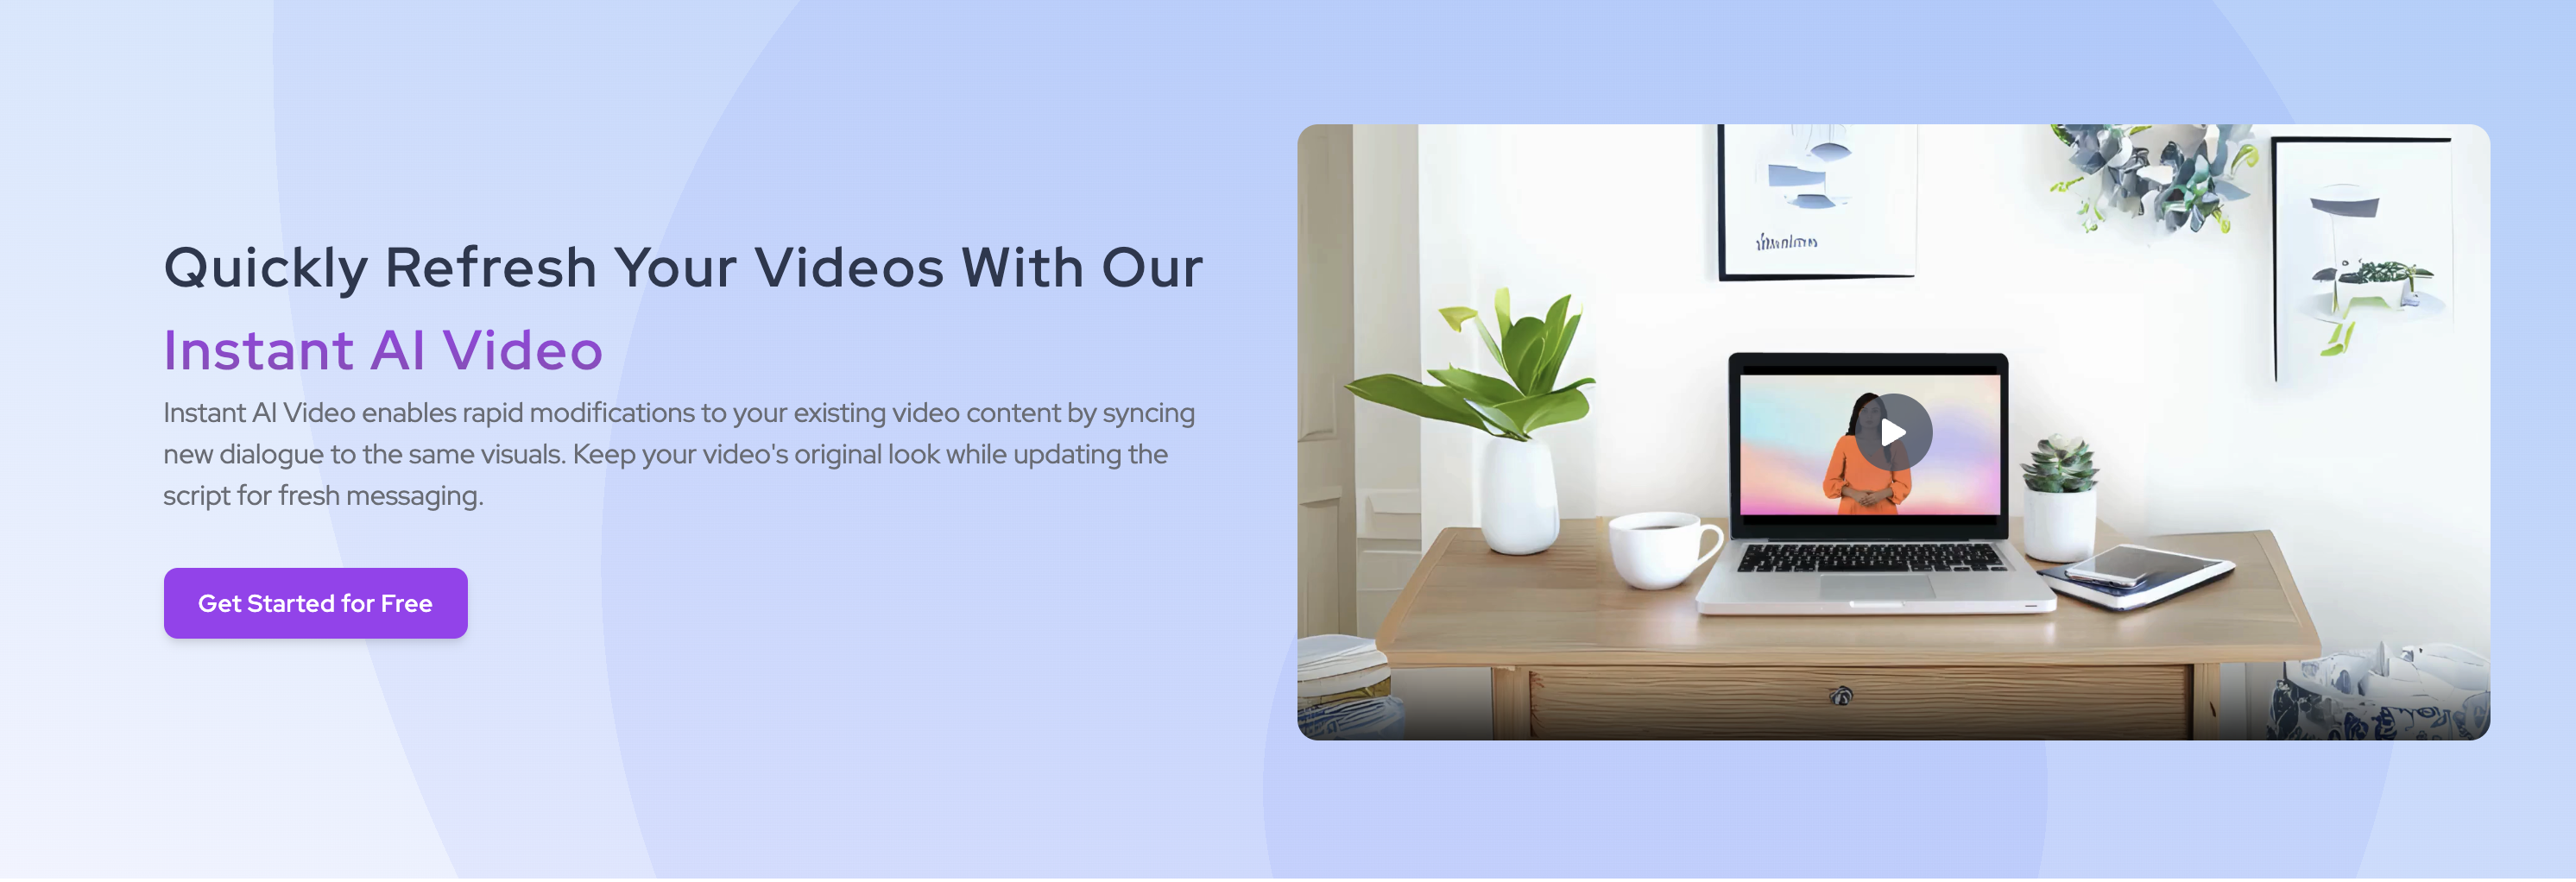 Quickly Refresh Your Videos With Our
Instant AI Video
Instant AI Video enables rapid modifications to your existing video content by syncing
new dialogue to the same visuals. Keep your video's original look while updating the
script for fresh messaging.
Get Started for Free